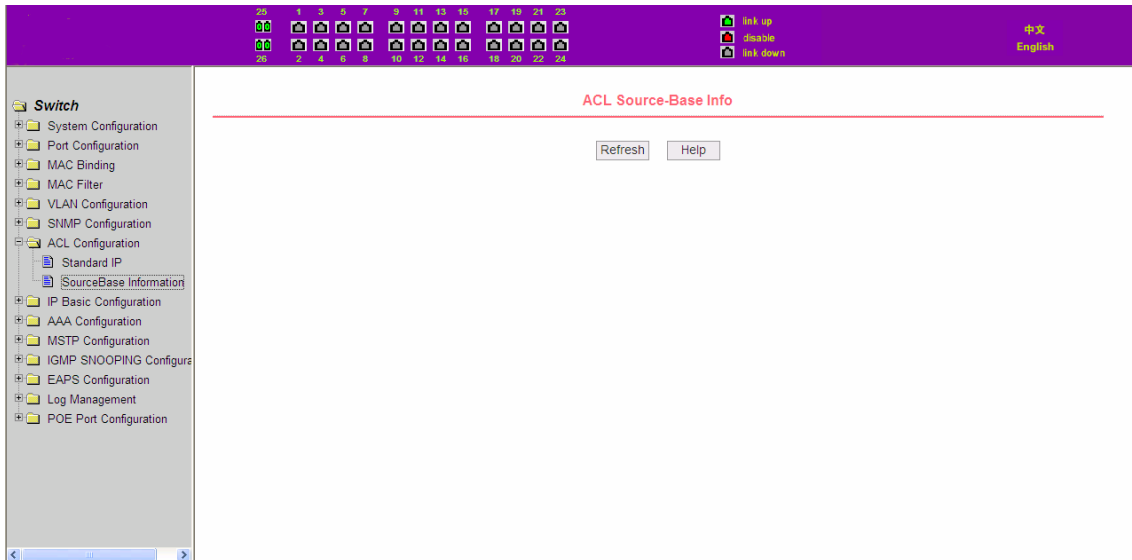 25 1 3 5 7 9 11 13 15 17 19 21 23
26 2 4 6 8 10 12 14 16 18 20 22 24
link up
disable
link down
中文
English
Switch
System Configuration
Port Configuration
MAC Binding
MAC Filter
VLAN Configuration
SNMP Configuration
ACL Configuration
Standard IP
SourceBase Information
IP Basic Configuration
AAA Configuration
MSTP Configuration
IGMP SNOOPING Configura
EAPS Configuration
Log Management
POE Port Configuration
ACL Source-Base Info
Refresh Help